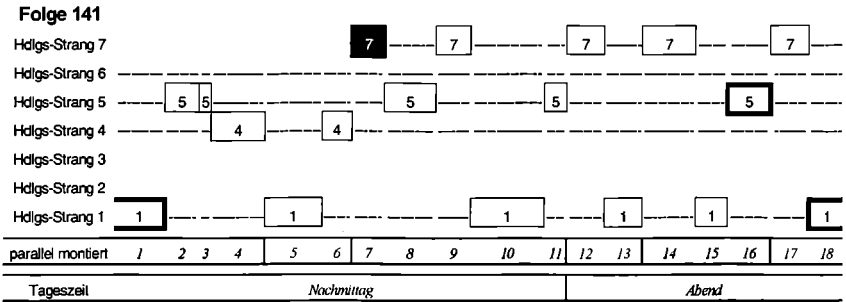 Folge 141
Hdlgs-Strang 7 7 7 7 7 7
Hdlgs-Strang 6
Hdlgs-Strang 5 5 5 5 5 5
Hdlgs-Strang 4 4 4
Hdlgs-Strang 3
Hdlgs-Strang 2
Hdlgs-Strang 1 1 1 1 1 1 1
parallel montiert 1 2 3 4 5 6 7 8 9 10 11 12 13 14 15 16 17 18
Tageszeit Nachmittag Abend